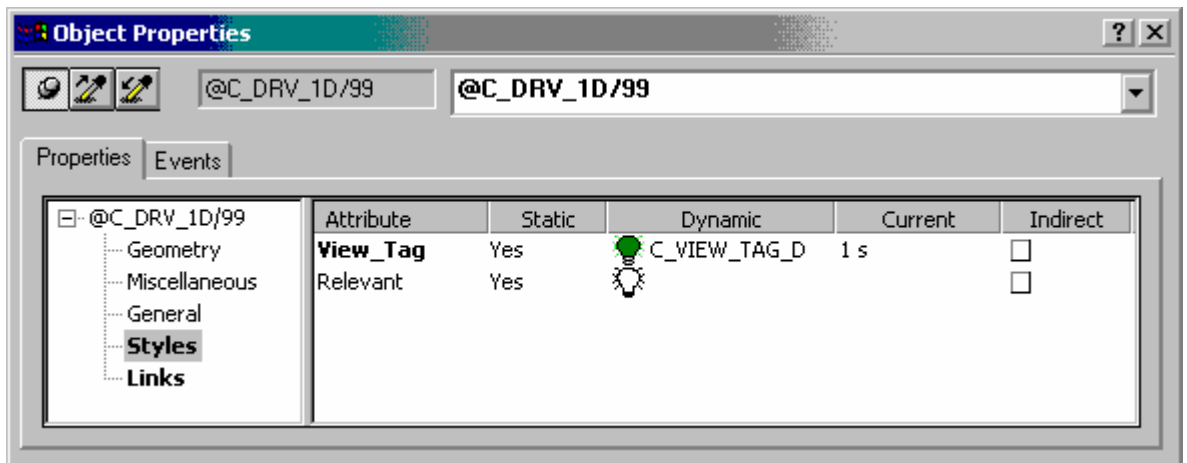 Object Properties
@C_DRV_1D/99 @C_DRV_1D/99
Properties Events
@C_DRV_1D/99
Geometry
Miscellaneous
General
Styles
Links
Attribute Static Dynamic Current Indirect
View_Tag Yes C_VIEW_TAG_D 1 s
Relevant Yes